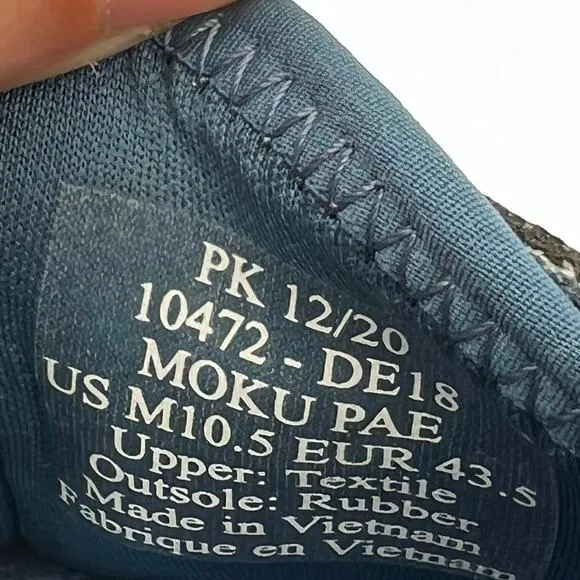 PK 12/20
10472 - DE18
MOKU PAE
US M10.5 EUR 43.5
Upper: Textile
Outsole: Rubber
Made in Vietnam
Fabrique en Vietnam